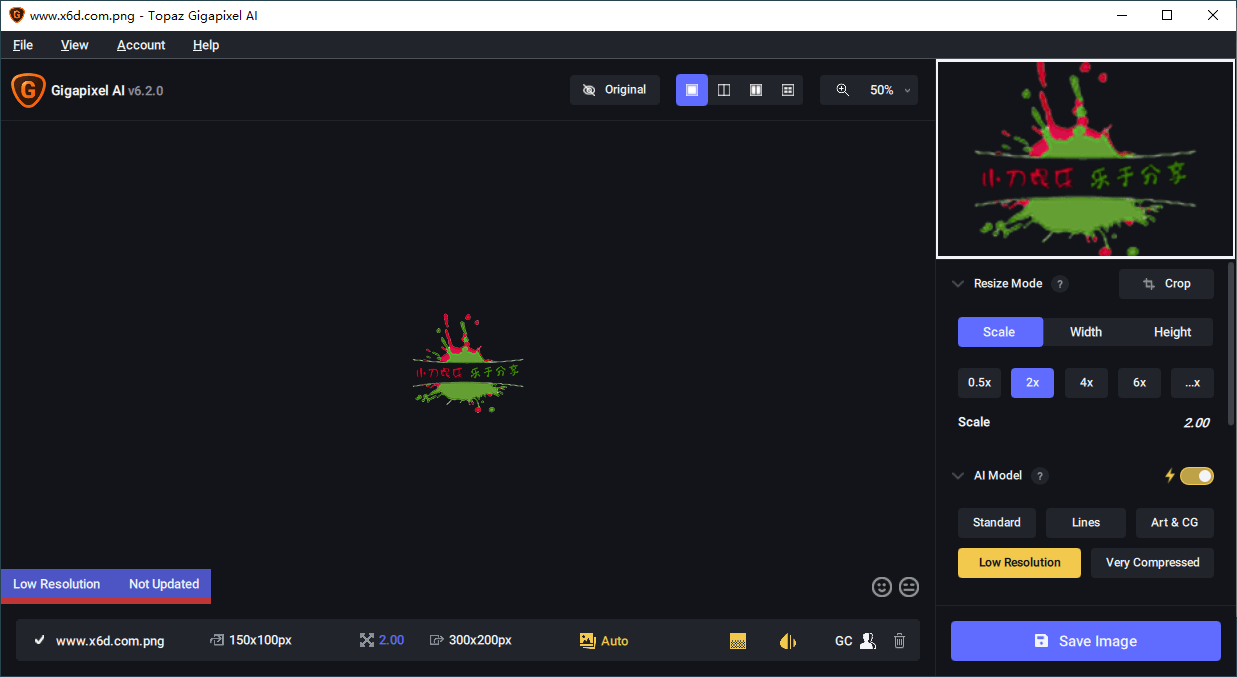 www.x6d.com.png - Topaz Gigapixel AI
File View Account Help
Gigapixel AI v6.2.0
Original
50%
小刀娱乐 乐于分享
Resize Mode ?
Crop
Scale Width Height
0.5x 2x 4x 6x ...x
Scale 2.00
AI Model ?
Standard Lines Art & CG
Low Resolution Very Compressed
小刀娱乐 乐于分享
Low Resolution Not Updated
www.x6d.com.png 150x100px 2.00 300x200px Auto GC
Save Image